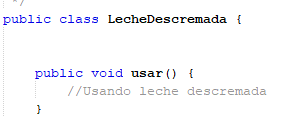 */
public class LecheDescremada {
public void usar() {
//Usando leche descremada
}